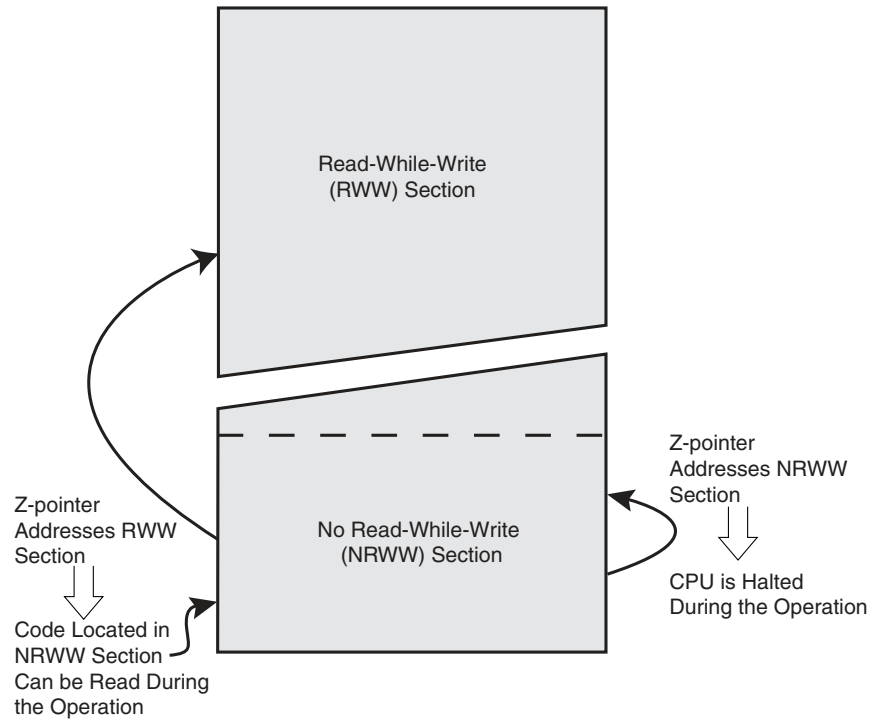 Read-While-Write
(RWW) Section
Z-pointer
Addresses NRWW
Section
Z-pointer
Addresses RWW
Section
No Read-While-Write
(NRWW) Section
CPU is Halted
During the Operation
Code Located in
NRWW Section
Can be Read During
the Operation